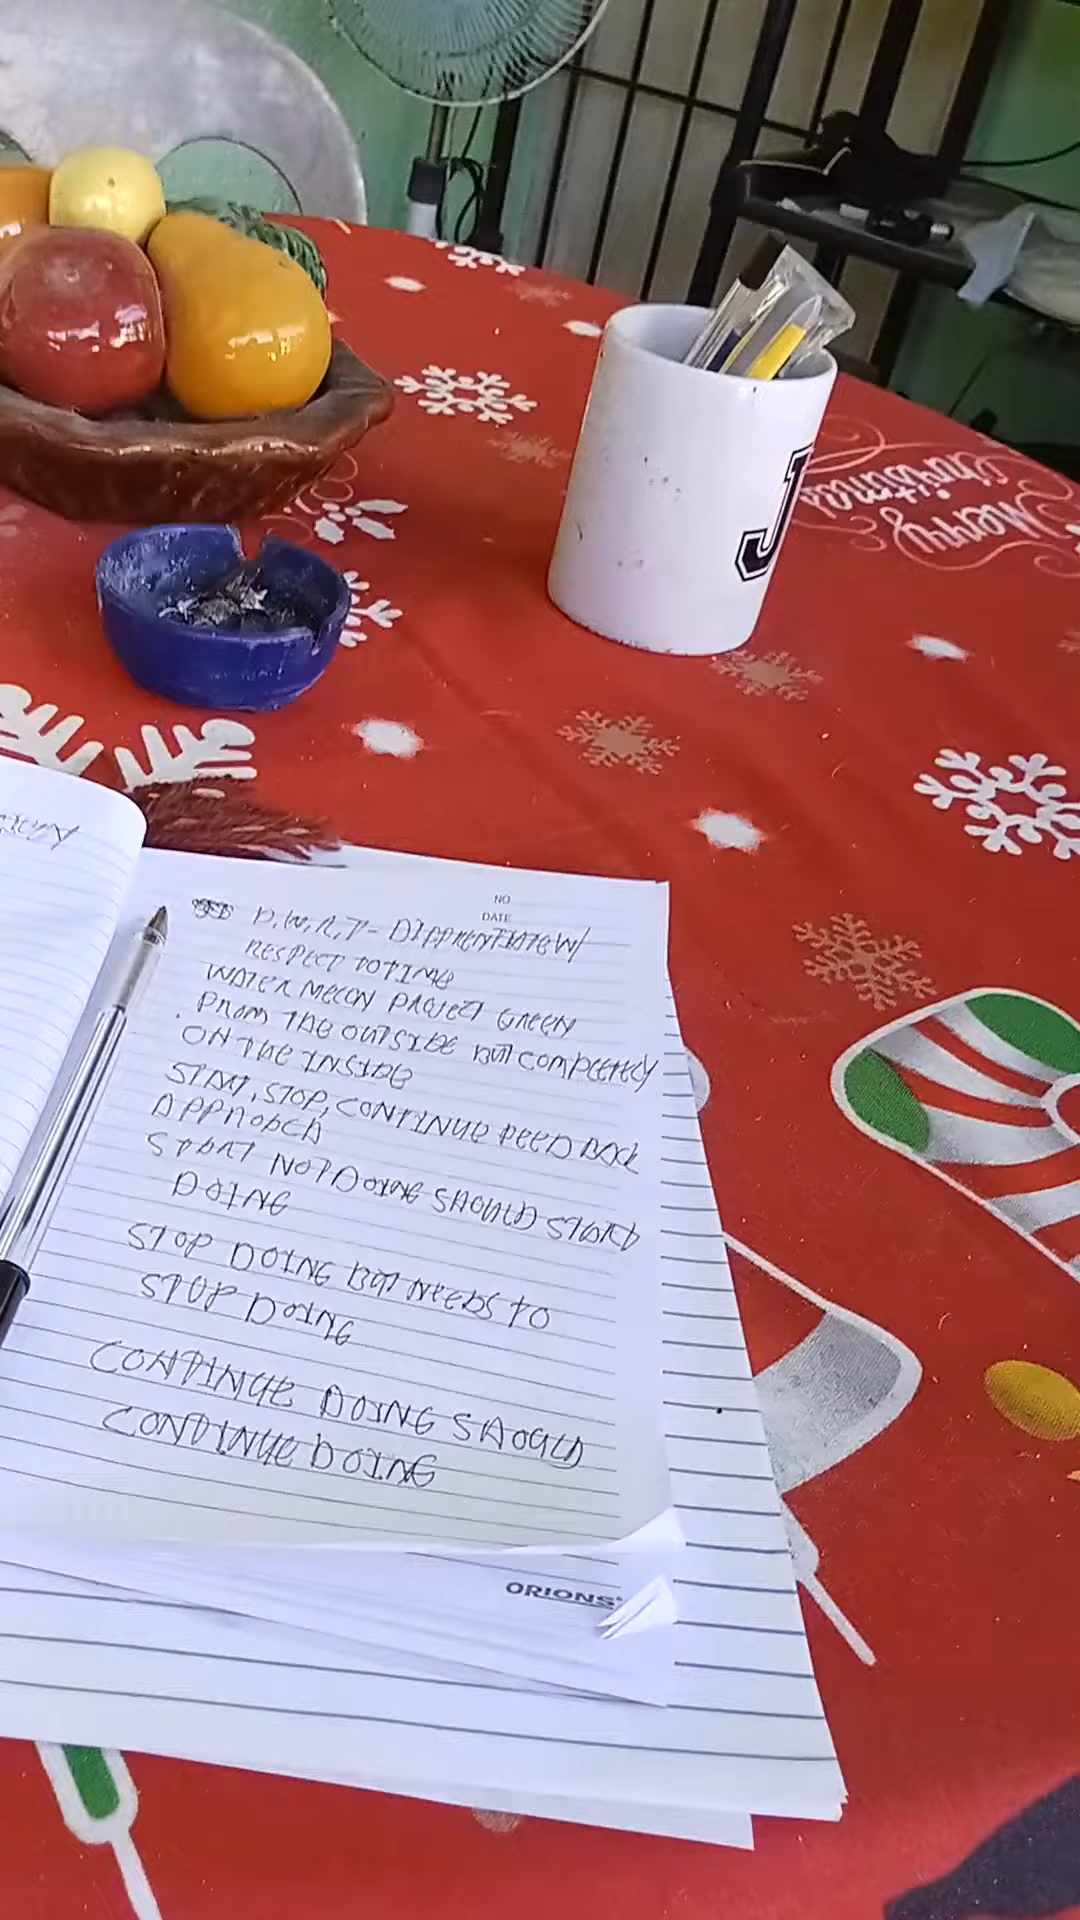 J
Merry
Christmas
NO
DATE
D,W,R,T- DIFFRENTIATE W/
RESPECT TO TIME
WATER MELON PROJECT GREEN
FROM THE OUTSIDE BUT COMPLETELY
ON THE INSIDE
START, STOP, CONTINUE FEED BACK
APPROACH
START NOT DOING SHOULD START
DOING
STOP DOING BUT NEEDS TO
STOP DOING
CONTINUE DOING SHOULD
CONTINUE DOING
ORIONS